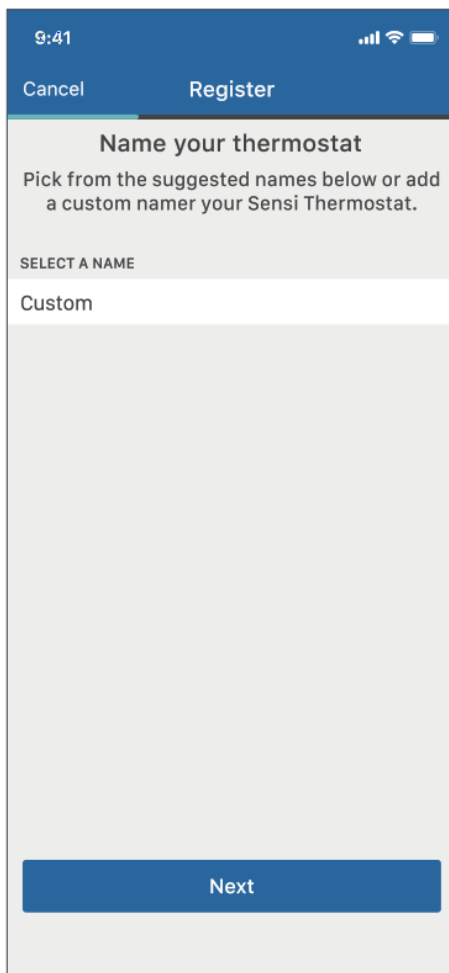 9:41
Cancel Register
Name your thermostat
Pick from the suggested names below or add
a custom namer your Sensi Thermostat.
SELECT A NAME
Custom
Next